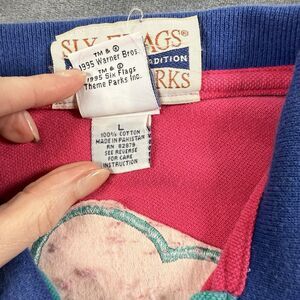 SIX FLAGS®
TRADITION
PARKS
™ & ©
1995 Warner Bros.
™ & ©
1995 Six Flags
Theme Parks Inc.
L
100% COTTON
MADE IN PAKISTAN
RN 82979
SEE REVERSE
FOR CARE
INSTRUCTION